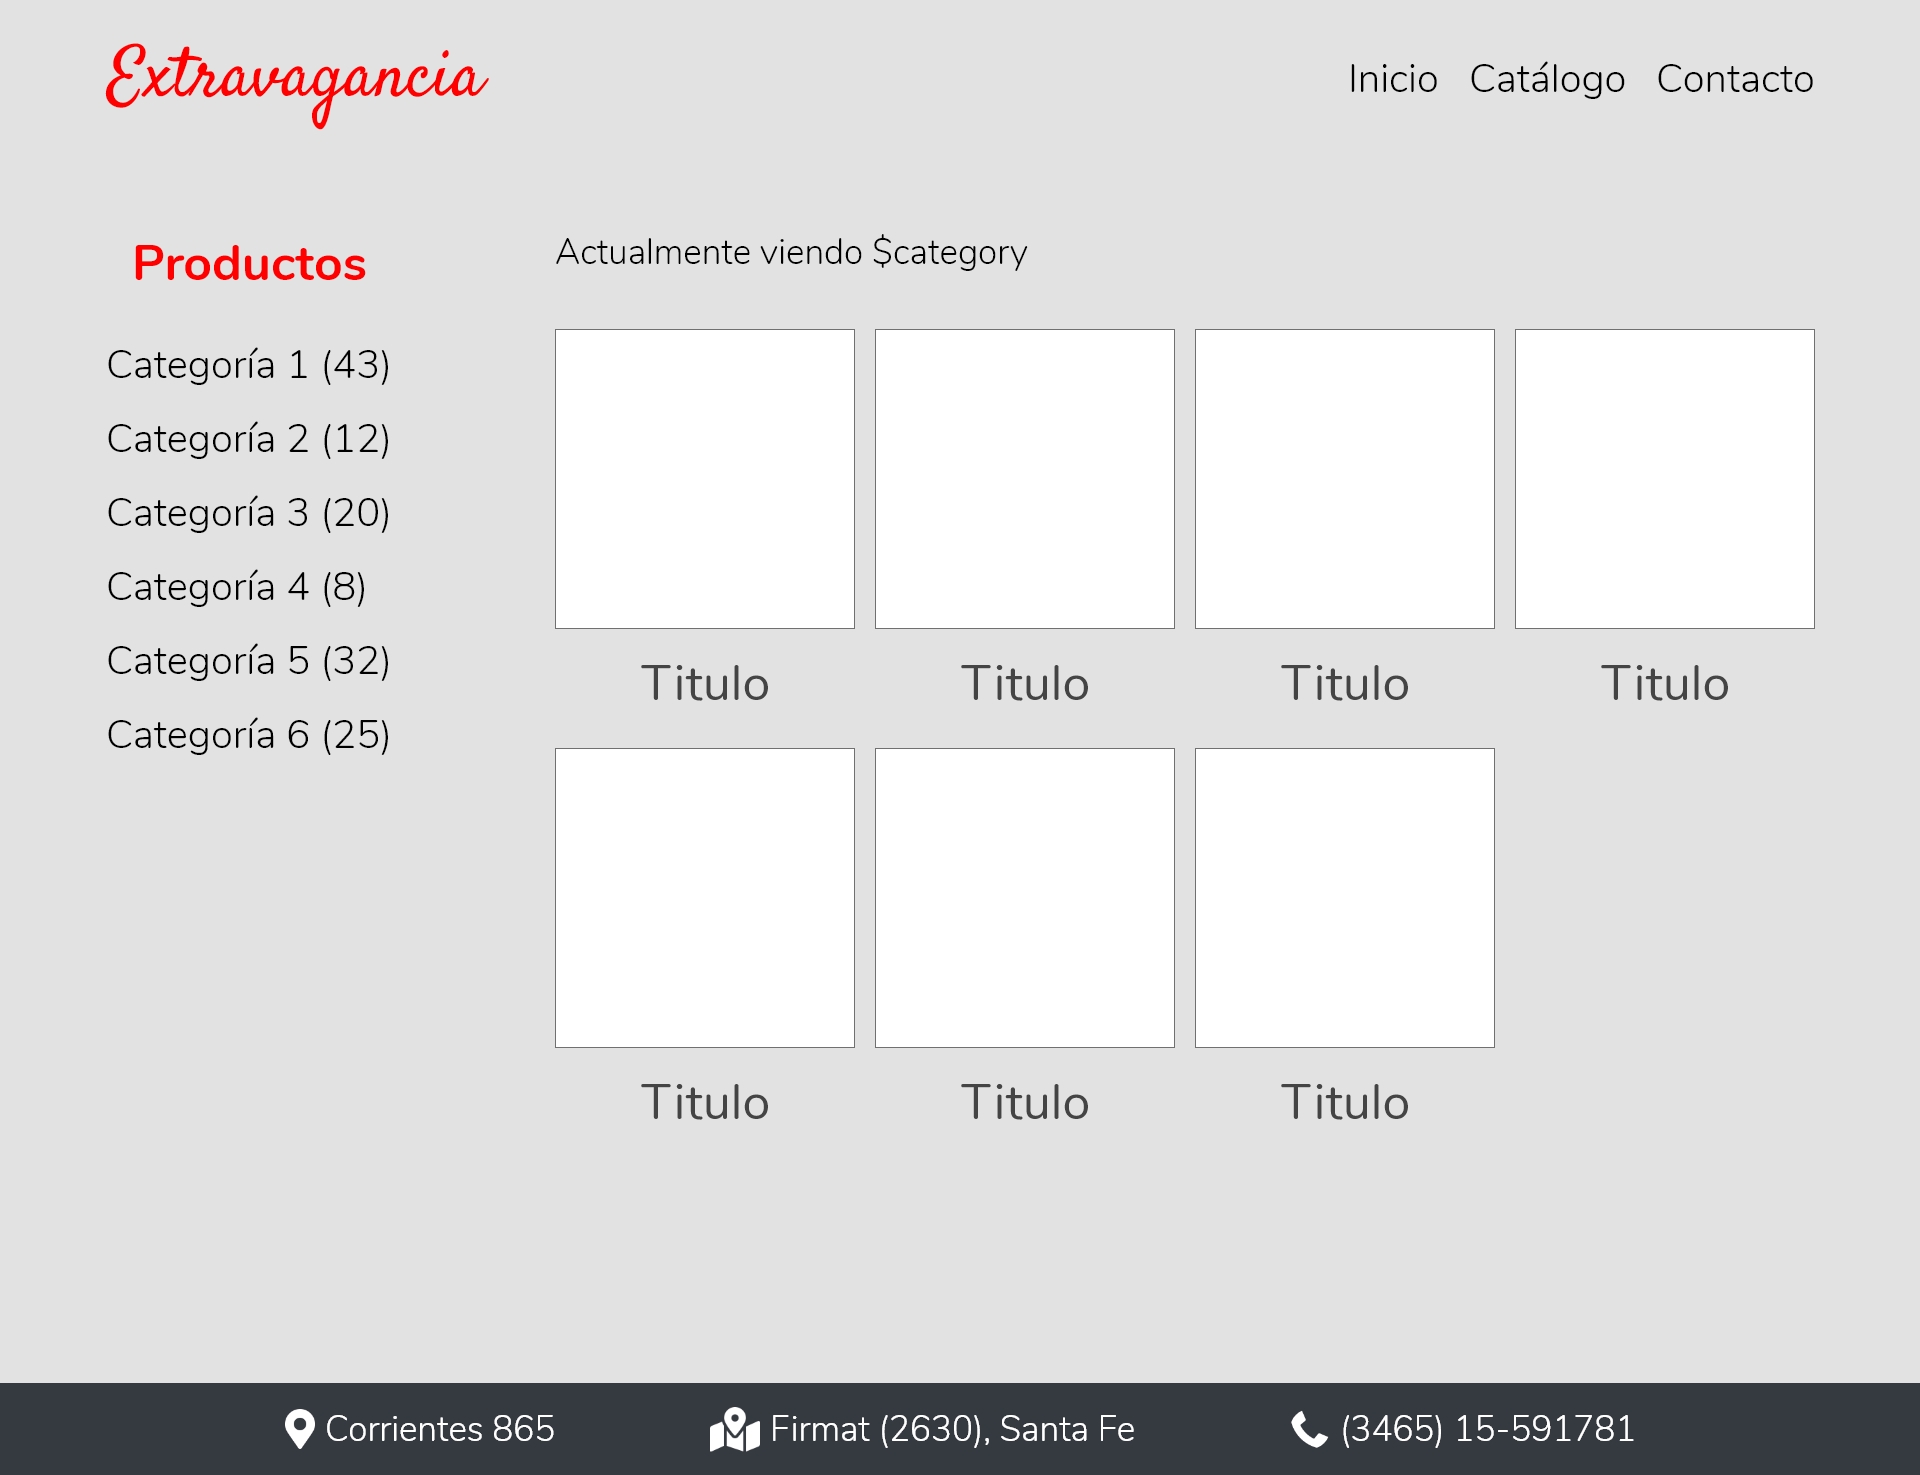 Extravagancia
Inicio Catálogo Contacto
Productos
Categoría 1 (43)
Categoría 2 (12)
Categoría 3 (20)
Categoría 4 (8)
Categoría 5 (32)
Categoría 6 (25)
Actualmente viendo $category
Titulo Titulo Titulo Titulo
Titulo Titulo Titulo
Corrientes 865 Firmat (2630), Santa Fe (3465) 15-591781